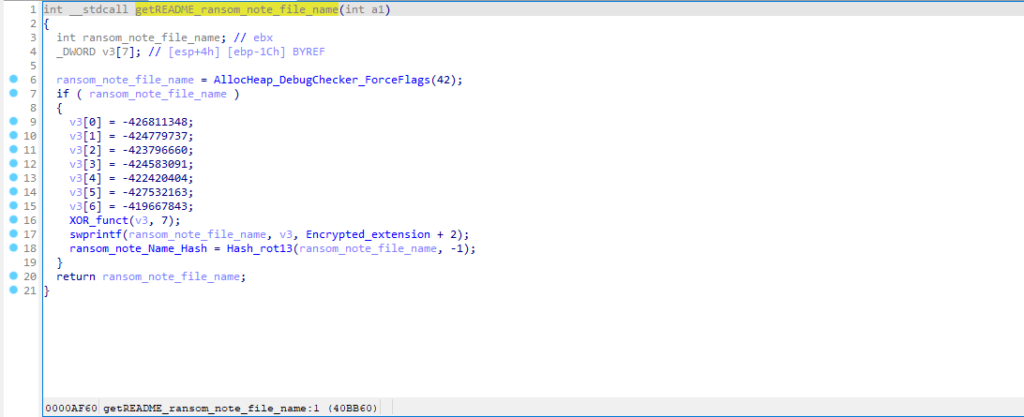 1 int __stdcall getREADME_ransom_note_file_name(int a1)
2 {
3 int ransom_note_file_name; // ebx
4 _DWORD v3[7]; // [esp+4h] [ebp-1Ch] BYREF
5
6 ransom_note_file_name = AllocHeap_DebugChecker_ForceFlags(42);
7 if ( ransom_note_file_name )
8 {
9 v3[0] = -426811348;
10 v3[1] = -424779737;
11 v3[2] = -423796660;
12 v3[3] = -424583091;
13 v3[4] = -422420404;
14 v3[5] = -427532163;
15 v3[6] = -419667843;
16 XOR_funct(v3, 7);
17 swprintf(ransom_note_file_name, v3, Encrypted_extension + 2);
18 ransom_note_Name_Hash = Hash_rot13(ransom_note_file_name, -1);
19 }
20 return ransom_note_file_name;
21 }
0000AF60 getREADME_ransom_note_file_name:1 (40BB60)